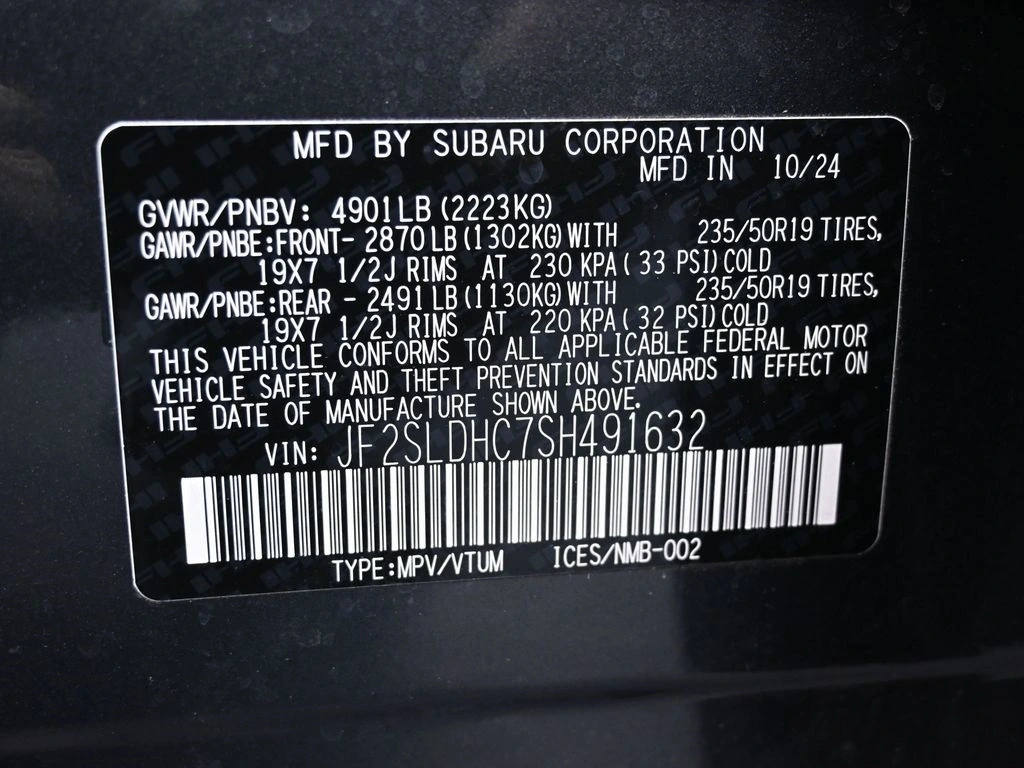 MFD BY SUBARU CORPORATION
MFD IN 10/24
GVWR/PNBV: 4901LB (2223KG)
GAWR/PNBE:FRONT- 2870LB(1302KG)WITH 235/50R19 TIRES,
19X7 1/2J RIMS AT 230 KPA( 33 PSI)COLD
GAWR/PNBE:REAR - 2491LB(1130KG)WITH 235/50R19 TIRES,
19X7 1/2J RIMS AT 220 KPA( 32 PSI)COLD
THIS VEHICLE CONFORMS TO ALL APPLICABLE FEDERAL MOTOR
VEHICLE SAFETY AND THEFT PREVENTION STANDARDS IN EFFECT ON
THE DATE OF MANUFACTURE SHOWN ABOVE.
VIN: JF2SLDHC7SH491632
TYPE:MPV/VTUM ICES/NMB-002